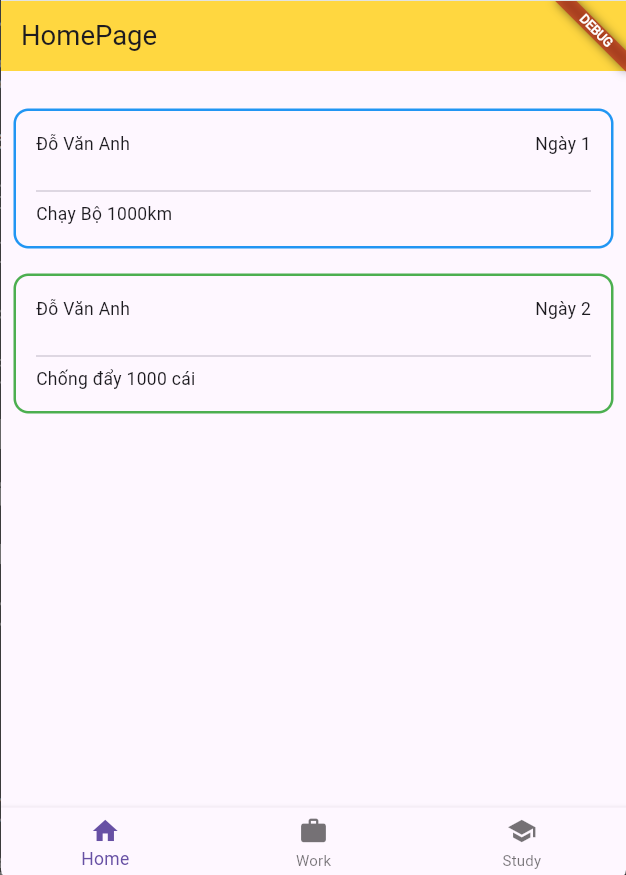 HomePage
DEBUG
Đỗ Văn Anh Ngày 1
Chạy Bộ 1000km
Đỗ Văn Anh Ngày 2
Chống đẩy 1000 cái
Home Work Study